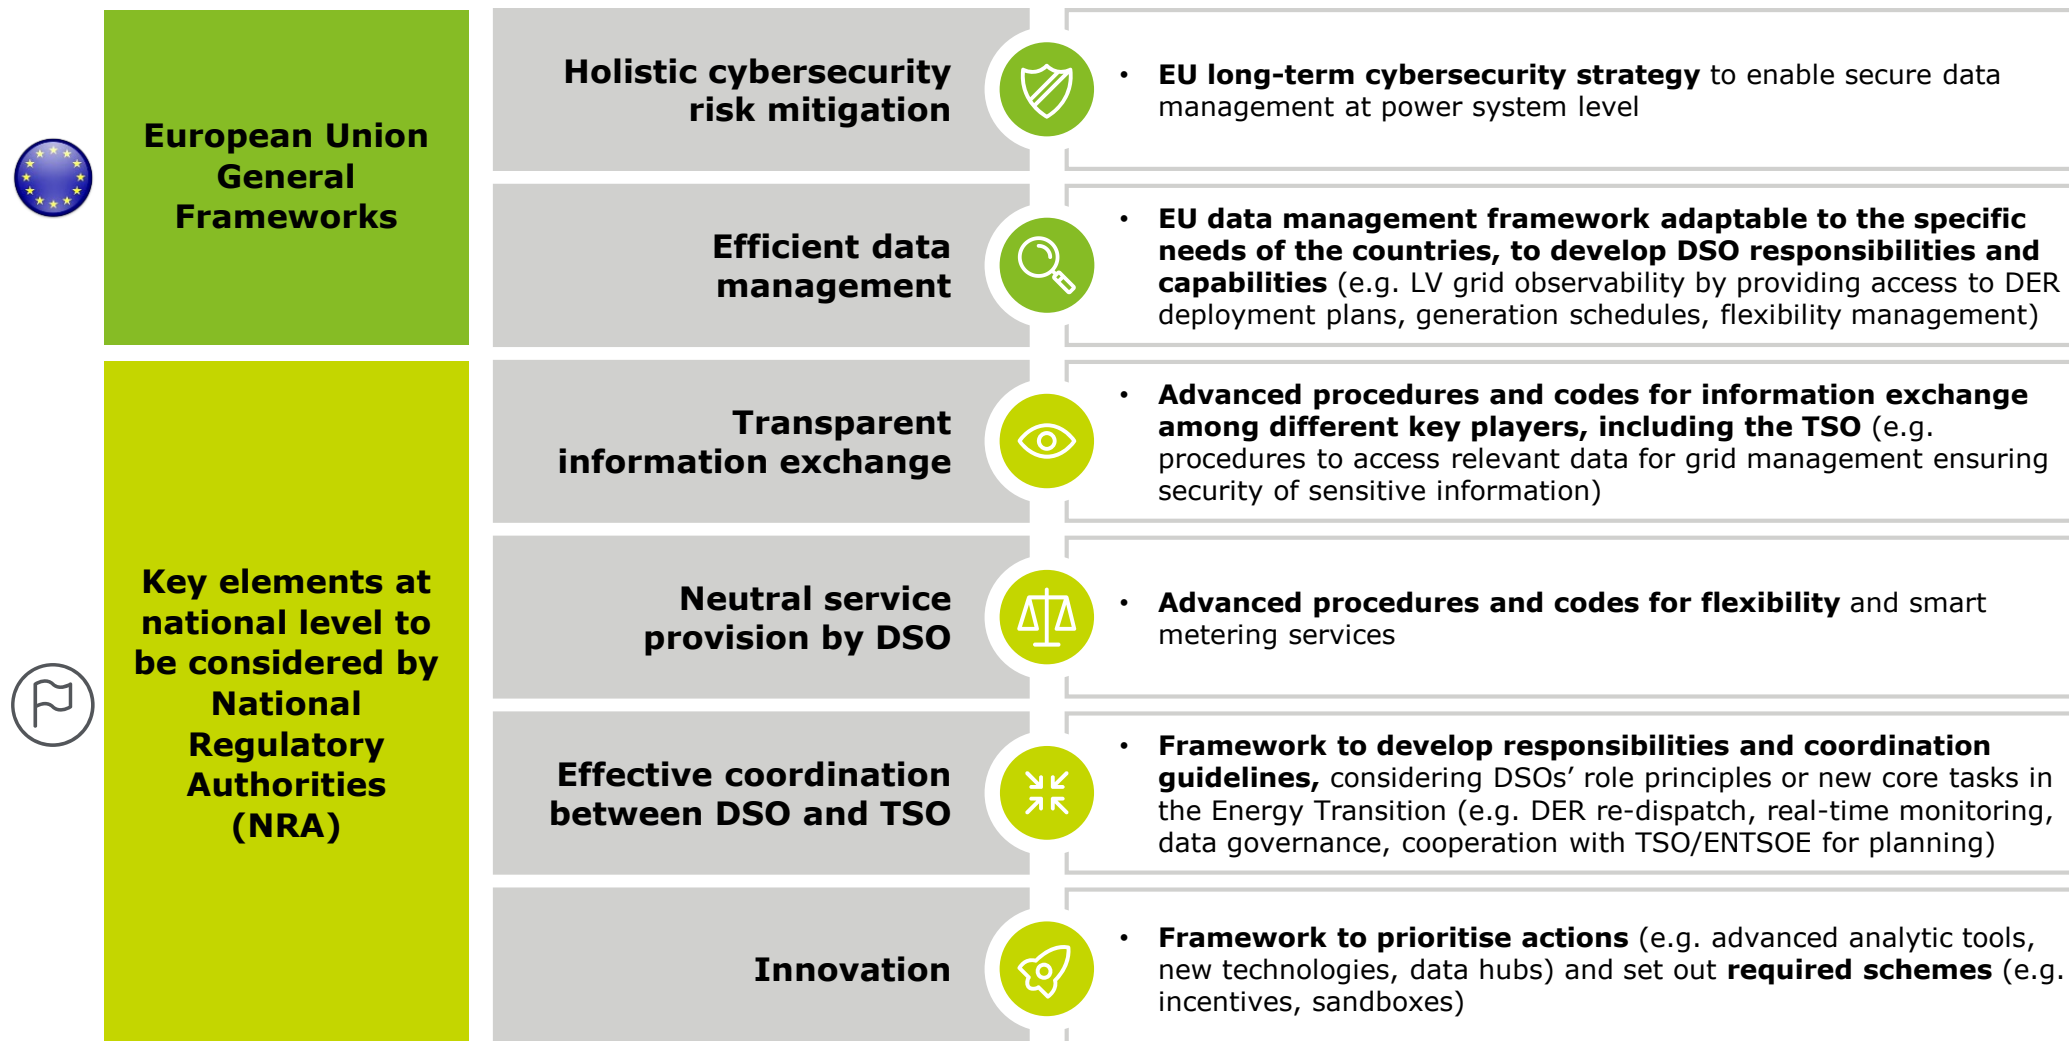 European Union
General
Frameworks
Holistic cybersecurity
risk mitigation
• EU long-term cybersecurity strategy to enable secure data
management at power system level
Efficient data
management
• EU data management framework adaptable to the specific
needs of the countries, to develop DSO responsibilities and
capabilities (e.g. LV grid observability by providing access to DER
deployment plans, generation schedules, flexibility management)
Key elements at
national level to
be considered by
National
Regulatory
Authorities
(NRA)
Transparent
information exchange
• Advanced procedures and codes for information exchange
among different key players, including the TSO (e.g.
procedures to access relevant data for grid management ensuring
security of sensitive information)
Neutral service
provision by DSO
• Advanced procedures and codes for flexibility and smart
metering services
Effective coordination
between DSO and TSO
• Framework to develop responsibilities and coordination
guidelines, considering DSOs’ role principles or new core tasks in
the Energy Transition (e.g. DER re-dispatch, real-time monitoring,
data governance, cooperation with TSO/ENTSOE for planning)
Innovation
• Framework to prioritise actions (e.g. advanced analytic tools,
new technologies, data hubs) and set out required schemes (e.g.
incentives, sandboxes)